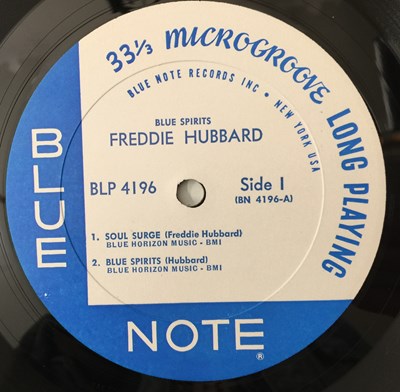 33⅓ MICROGROOVE LONG PLAYING
BLUE NOTE RECORDS INC • NEW YORK USA
BLUE SPIRITS
FREDDIE HUBBARD
BLP 4196
Side 1
(BN 4196-A)
1. SOUL SURGE (Freddie Hubbard)
BLUE HORIZON MUSIC - BMI
2. BLUE SPIRITS (Hubbard)
BLUE HORIZON MUSIC - BMI
BLUE
NOTE
®